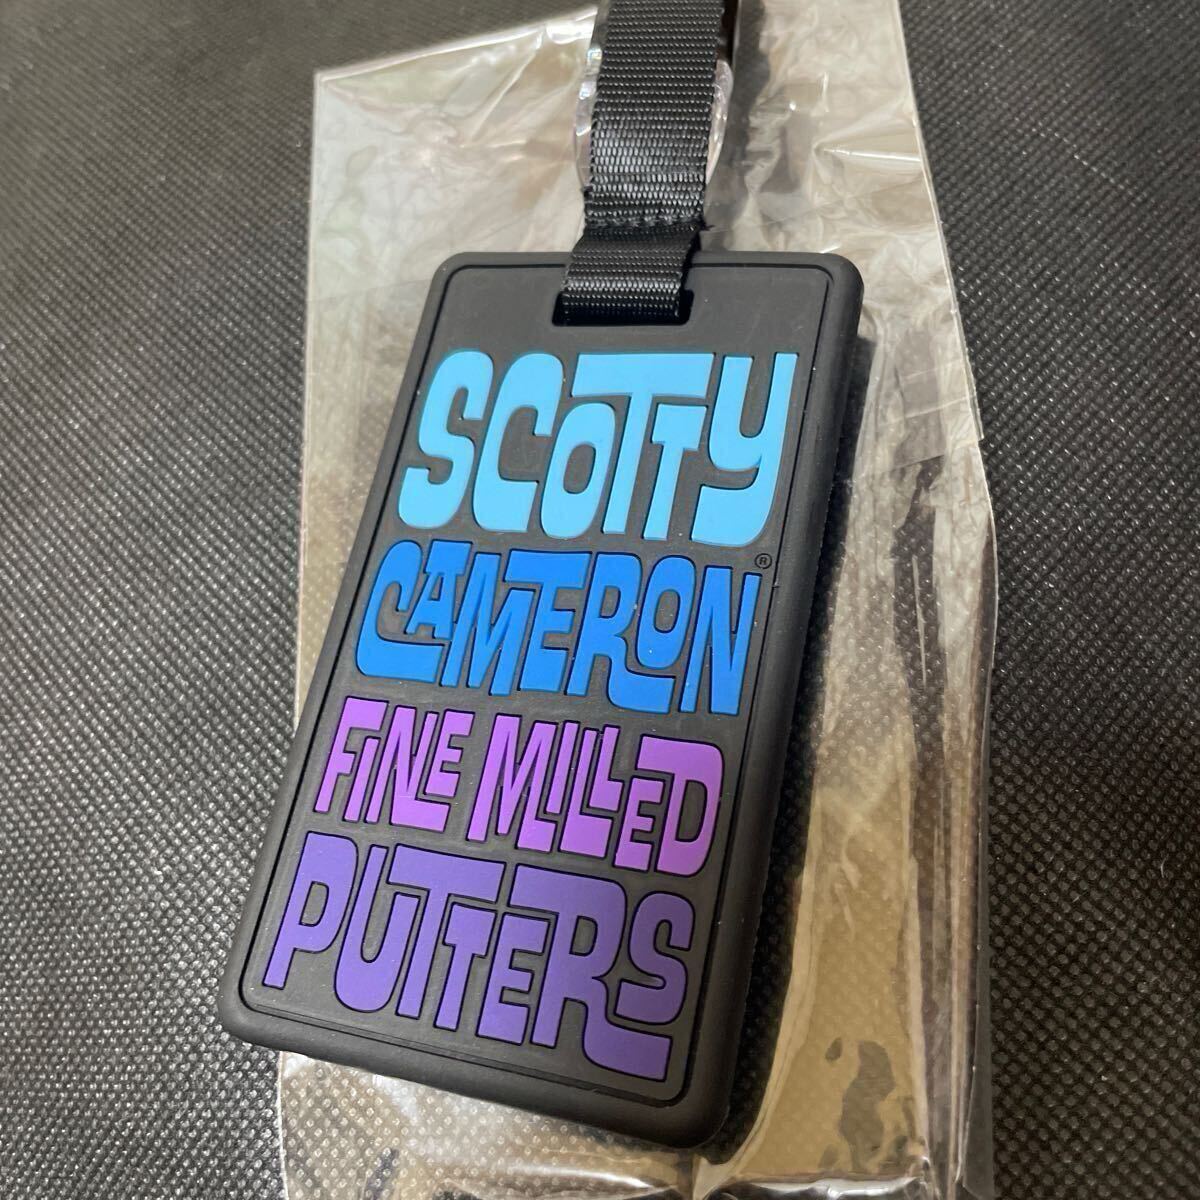 SCOTTY
CAMERON®
FINE MILLED
PUTTERS